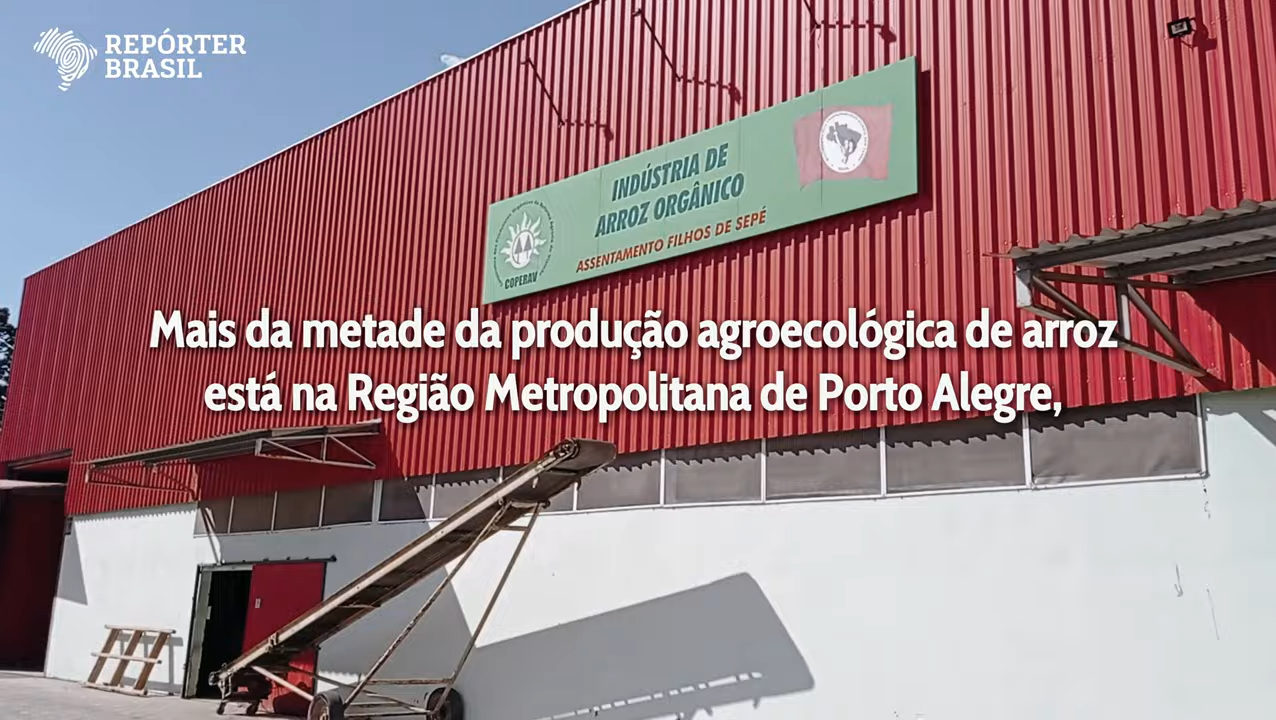 REPÓRTER
BRASIL
INDÚSTRIA DE
ARROZ ORGÂNICO
ASSENTAMENTO FILHOS DE SEPÉ
COPERAV
Mais da metade da produção agroecológica de arroz
está na Região Metropolitana de Porto Alegre,